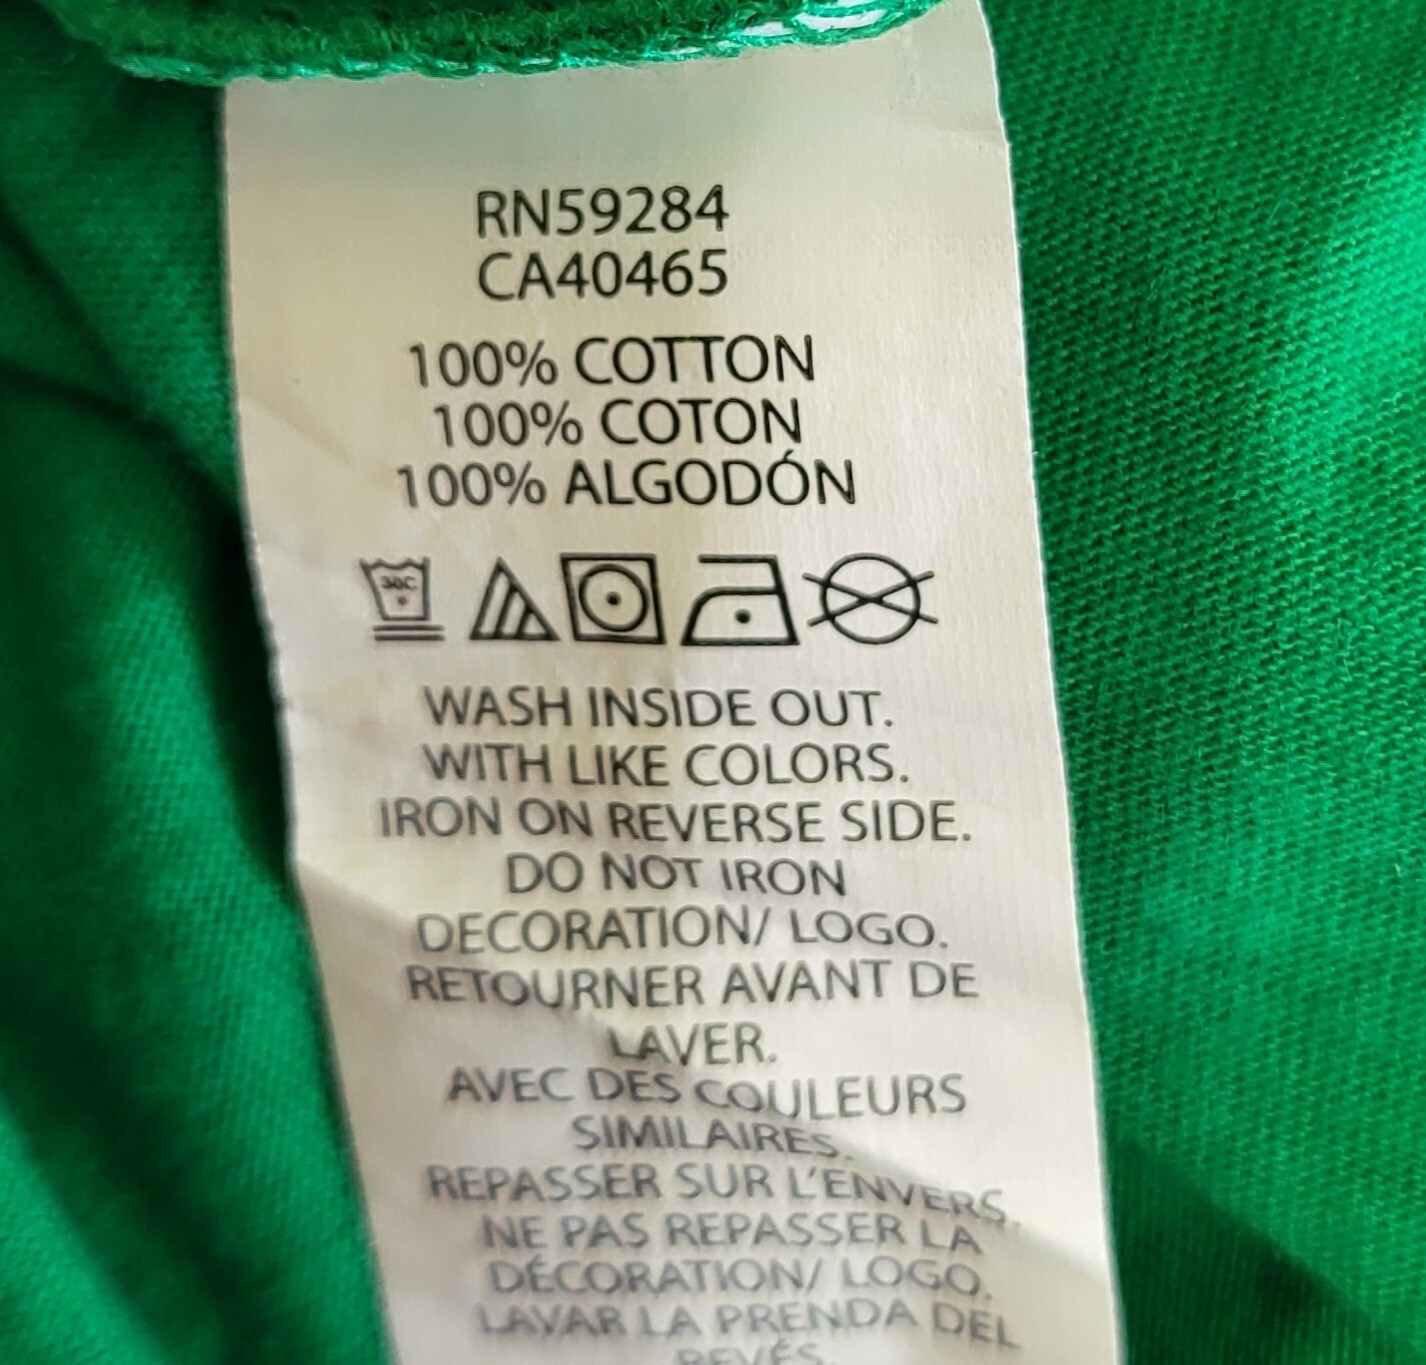 RN59284
CA40465
100% COTTON
100% COTON
100% ALGODÓN
30C
WASH INSIDE OUT.
WITH LIKE COLORS.
IRON ON REVERSE SIDE.
DO NOT IRON
DECORATION/ LOGO.
RETOURNER AVANT DE
LAVER.
AVEC DES COULEURS
SIMILAIRES.
REPASSER SUR L'ENVERS.
NE PAS REPASSER LA
DÉCORATION/ LOGO.
LAVAR LA PRENDA DEL
REVÉS.